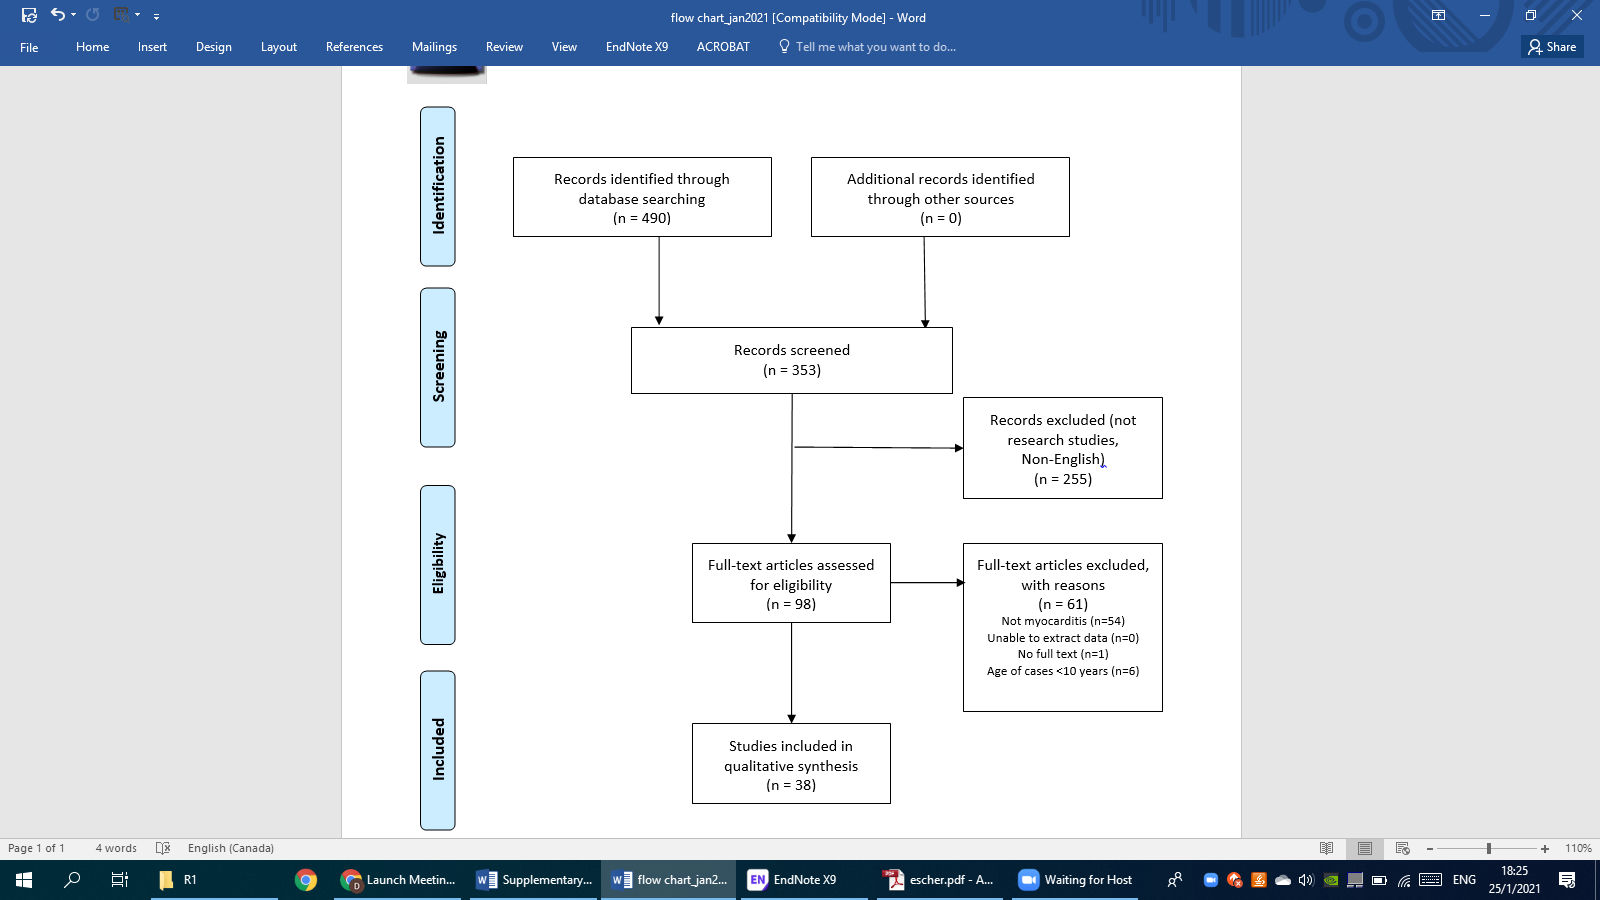 flow chart_jan2021 [Compatibility Mode] - Word
File Home Insert Design Layout References Mailings Review View EndNote X9 ACROBAT Tell me what you want to do... Share
Identification
Records identified through
database searching
(n = 490)
Additional records identified
through other sources
(n = 0)
Screening
Records screened
(n = 353)
Records excluded (not
research studies,
Non-English)
(n = 255)
Eligibility
Full-text articles assessed
for eligibility
(n = 98)
Full-text articles excluded,
with reasons
(n = 61)
Not myocarditis (n=54)
Unable to extract data (n=0)
No full text (n=1)
Age of cases <10 years (n=6)
Included
Studies included in
qualitative synthesis
(n = 38)
Page 1 of 1 4 words English (Canada) 110%
R1 Launch Meetin... Supplementary... flow chart_jan2... EndNote X9 escher.pdf - A... Waiting for Host ENG
18:25
25/1/2021